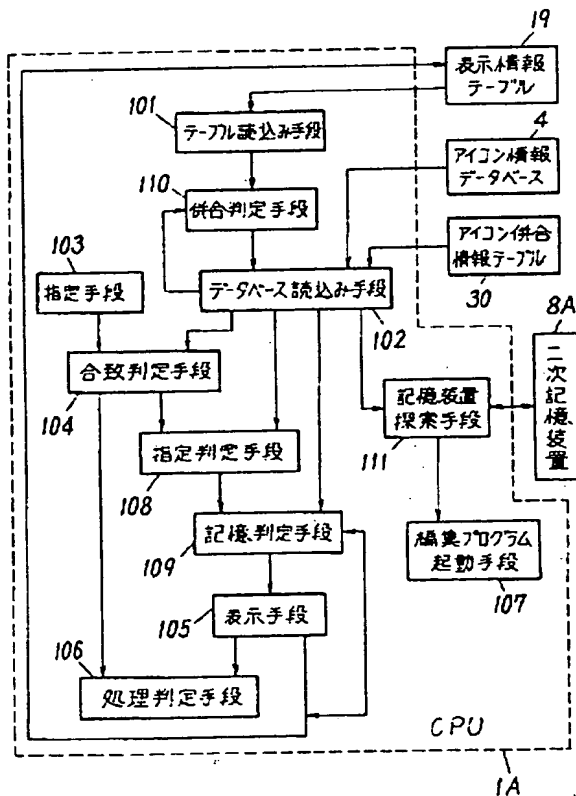 19
表示情報
テーブル
101
テーブル読込み手段
4
アイコン情報
データベース
110
併合判定手段
アイコン併合
情報テーブル
30
103
指定手段
データベース読込み手段
102
8A
二次記憶装置
合致判定手段
104
記憶装置
探索手段
111
指定判定手段
108
記憶判定手段
109
編集プログラム
起動手段
107
105
表示手段
106
処理判定手段
CPU
1A